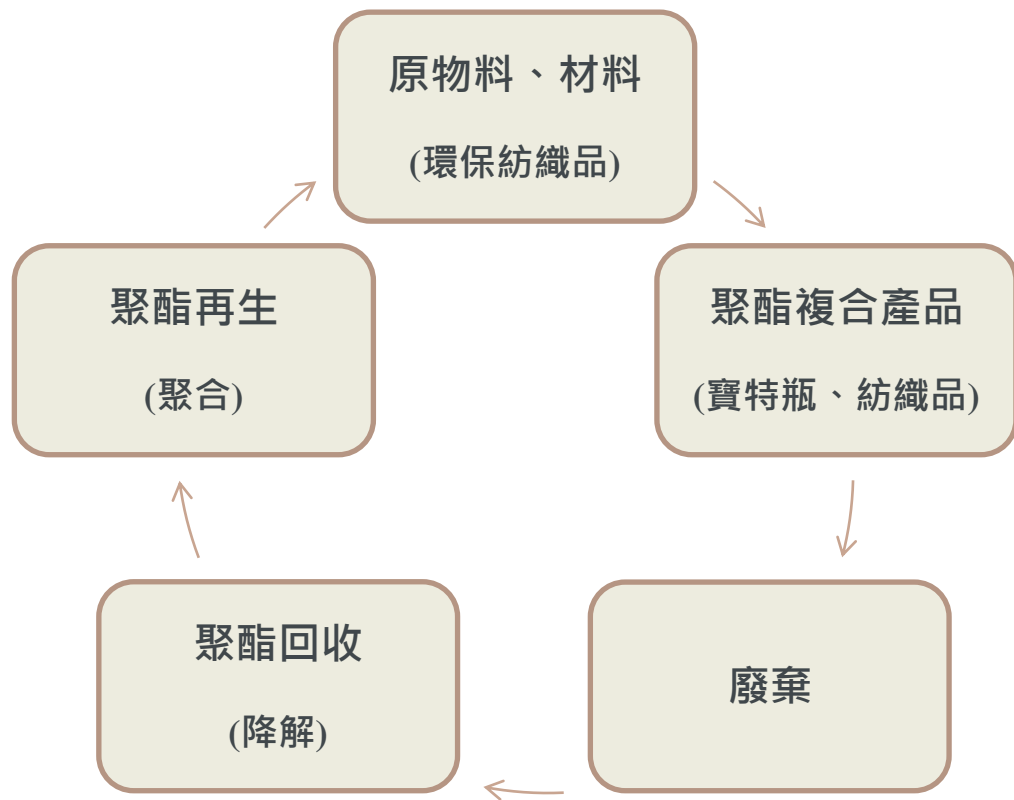 原物料、材料
(環保紡織品)
聚酯再生
(聚合)
聚酯複合產品
(寶特瓶、紡織品)
聚酯回收
(降解)
廢棄